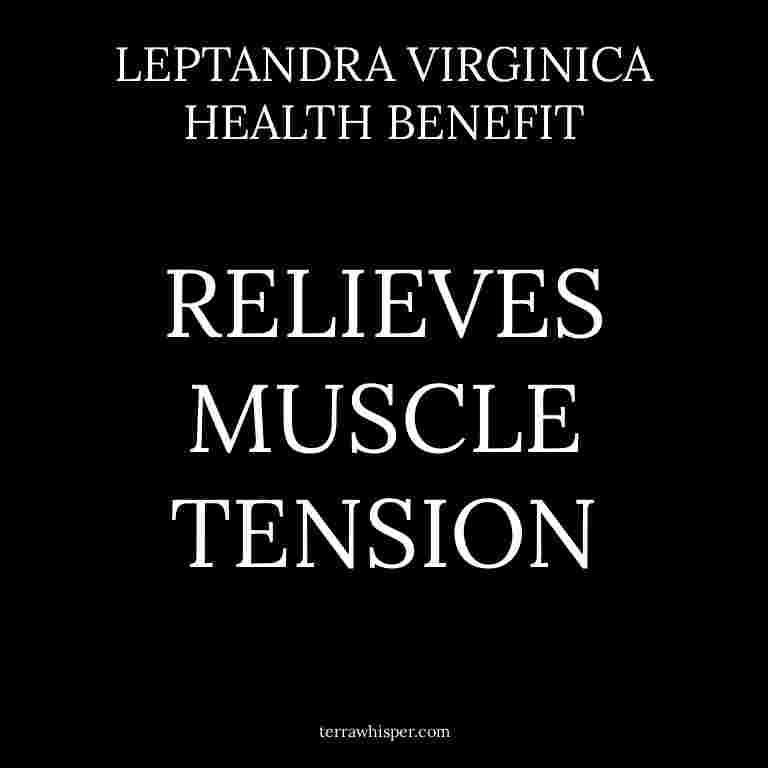 LEPTANDRA VIRGINICA
HEALTH BENEFIT
RELIEVES
MUSCLE
TENSION
terrawhisper.com